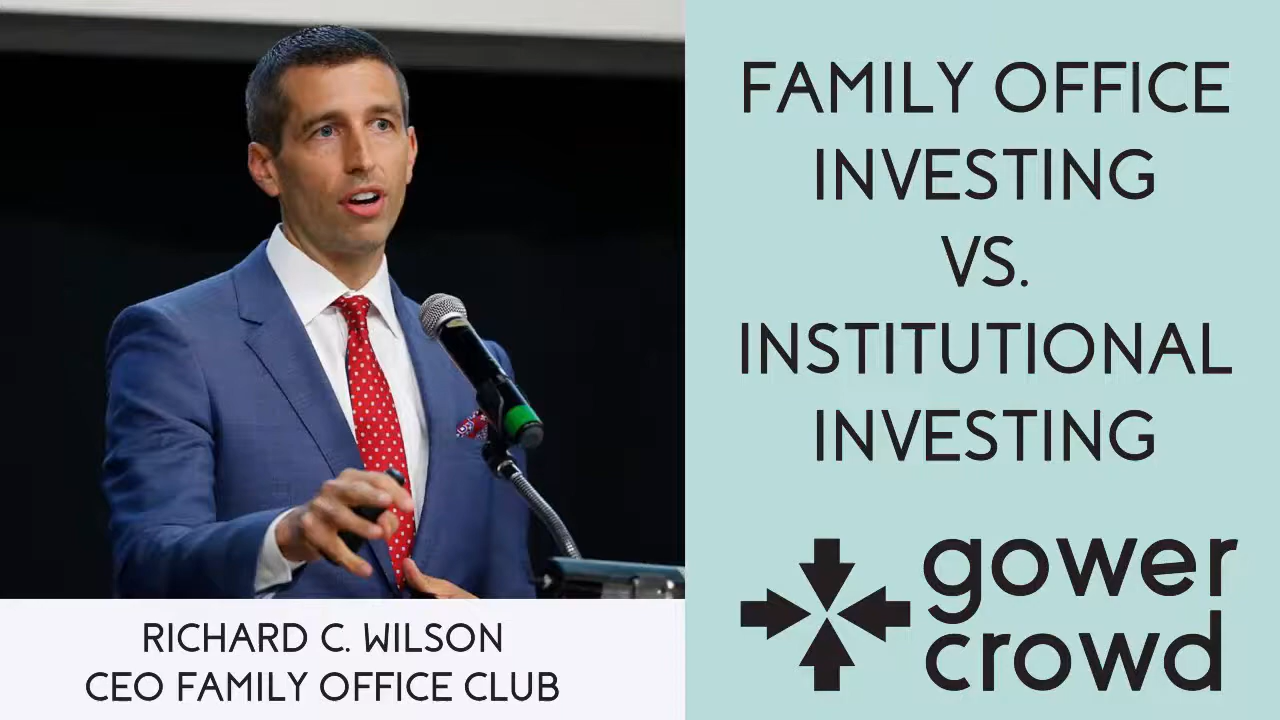 FAMILY OFFICE
INVESTING
VS.
INSTITUTIONAL
INVESTING
gower
crowd
RICHARD C. WILSON
CEO FAMILY OFFICE CLUB